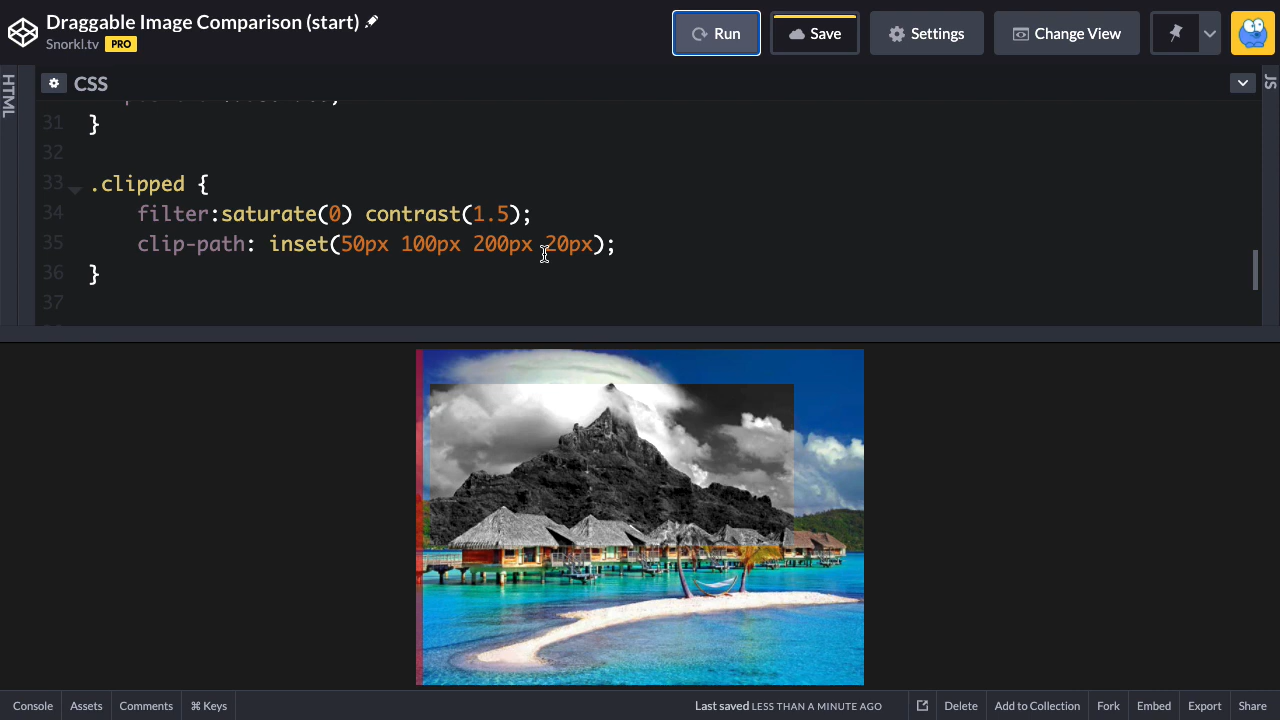 Draggable Image Comparison (start)
Snorkl.tv PRO
Run
Save
Settings
Change View
HTML
CSS
JS
31 }
32
33 .clipped {
34 filter:saturate(0) contrast(1.5);
35 clip-path: inset(50px 100px 200px 20px);
36 }
37
Console
Assets
Comments
⌘ Keys
Last saved LESS THAN A MINUTE AGO
Delete
Add to Collection
Fork
Embed
Export
Share